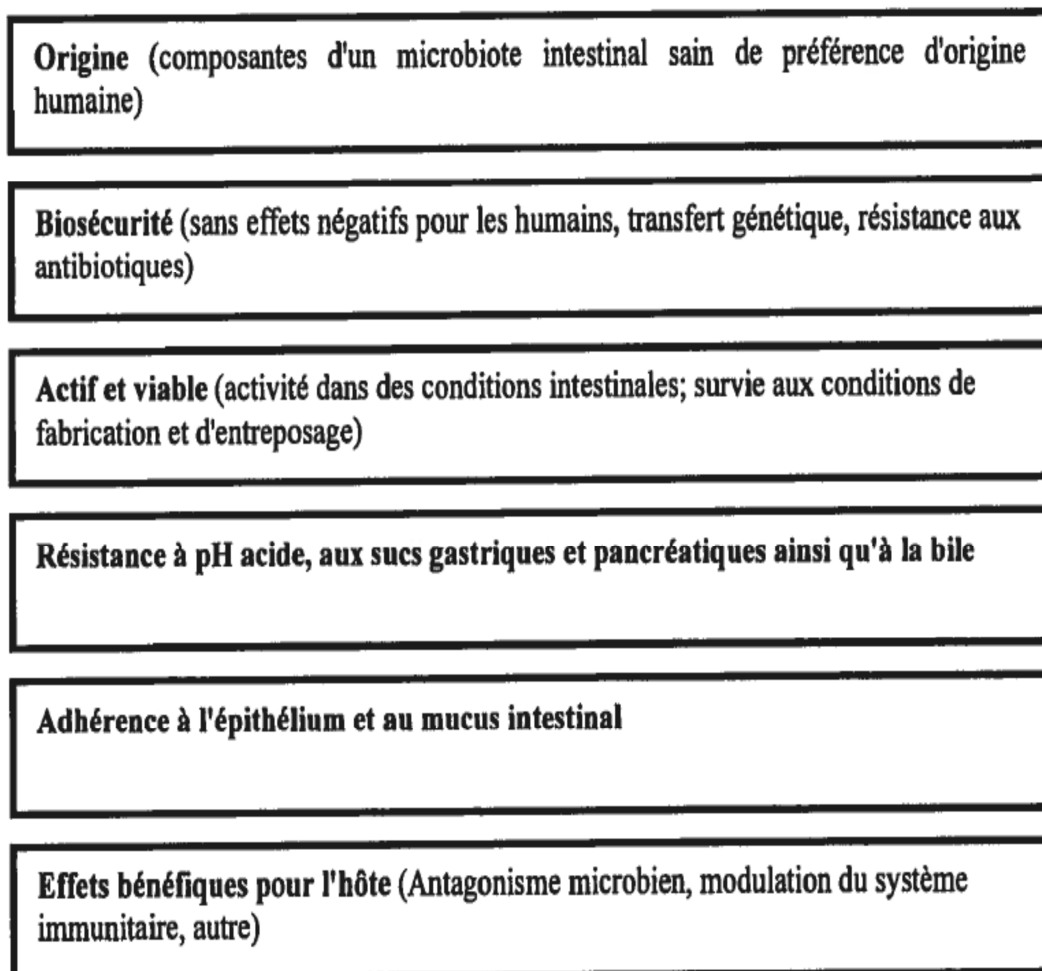 Origine (composantes d'un microbiote intestinal sain de préférence d'origine
humaine)
Biosécurité (sans effets négatifs pour les humains, transfert génétique, résistance aux
antibiotiques)
Actif et viable (activité dans des conditions intestinales; survie aux conditions de
fabrication et d'entreposage)
Résistance à pH acide, aux sucs gastriques et pancréatiques ainsi qu'à la bile
Adhérence à l'épithélium et au mucus intestinal
Effets bénéfiques pour l'hôte (Antagonisme microbien, modulation du système
immunitaire, autre)